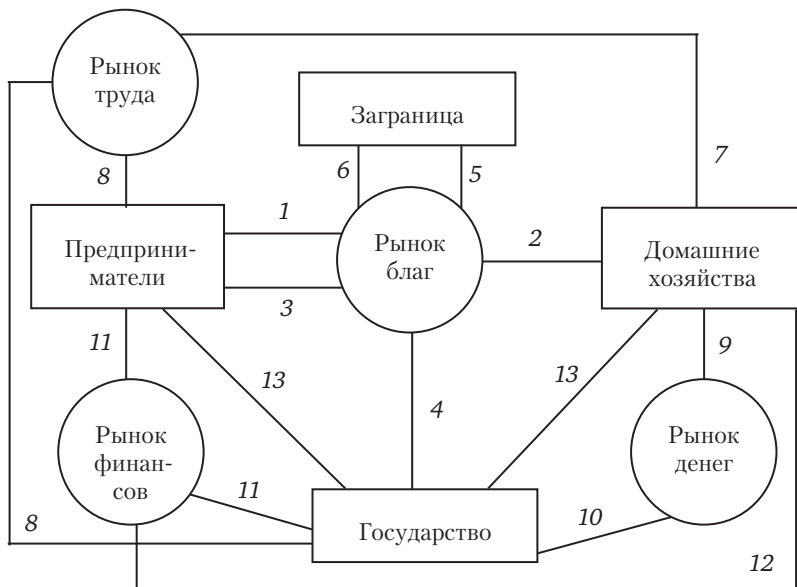 Рынок
труда
Заграница
6
5
7
8
1
Предприни-
матели
Рынок
благ
2
Домашние
хозяйства
3
11
13
4
13
9
Рынок
финан-
сов
Рынок
денег
11
8
Государство
10
12